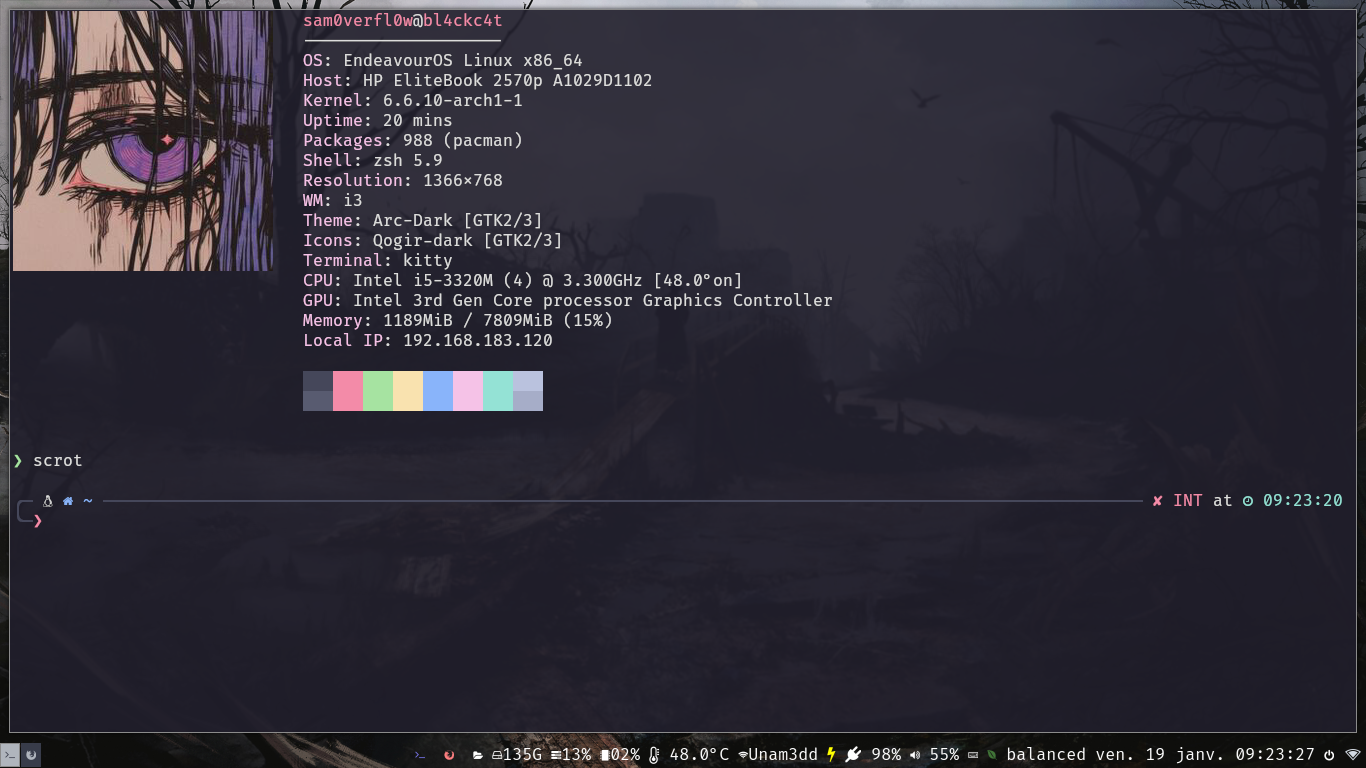 sam0verfl0w@bl4ckc4t
OS: EndeavourOS Linux x86_64
Host: HP EliteBook 2570p A1029D1102
Kernel: 6.6.10-arch1-1
Uptime: 20 mins
Packages: 988 (pacman)
Shell: zsh 5.9
Resolution: 1366×768
WM: i3
Theme: Arc-Dark [GTK2/3]
Icons: Qogir-dark [GTK2/3]
Terminal: kitty
CPU: Intel i5-3320M (4) @ 3.300GHz [48.0°on]
GPU: Intel 3rd Gen Core processor Graphics Controller
Memory: 1189MiB / 7809MiB (15%)
Local IP: 192.168.183.120
❯ scrot
~ ✘ INT at 09:23:20
❯
135G 13% 02% 48.0°C Unam3dd 98% 55% balanced ven. 19 janv. 09:23:27